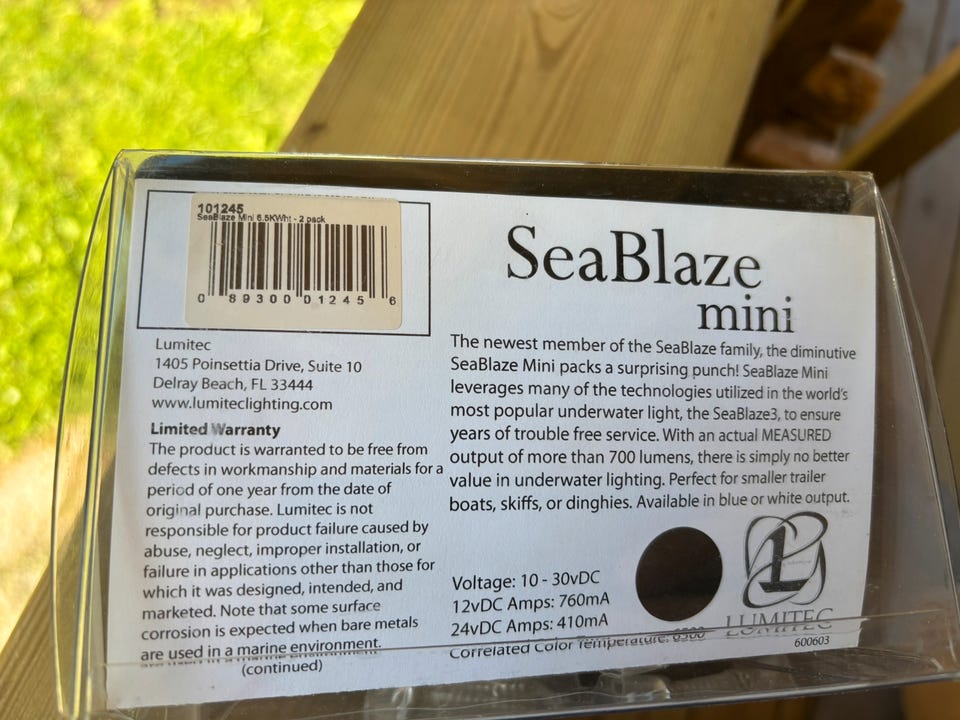 101245
SeaBlaze Mini 6.5KWht - 2 pack
0 89300 01245 6
Lumitec
1405 Poinsettia Drive, Suite 10
Delray Beach, FL 33444
www.lumiteclighting.com
Limited Warranty
The product is warranted to be free from
defects in workmanship and materials for a
period of one year from the date of
original purchase. Lumitec is not
responsible for product failure caused by
abuse, neglect, improper installation, or
failure in applications other than those for
which it was designed, intended, and
marketed. Note that some surface
corrosion is expected when bare metals
are used in a marine environment.
(continued)
SeaBlaze
mini
The newest member of the SeaBlaze family, the diminutive
SeaBlaze Mini packs a surprising punch! SeaBlaze Mini
leverages many of the technologies utilized in the world's
most popular underwater light, the SeaBlaze3, to ensure
years of trouble free service. With an actual MEASURED
output of more than 700 lumens, there is simply no better
value in underwater lighting. Perfect for smaller trailer
boats, skiffs, or dinghies. Available in blue or white output.
Voltage: 10 - 30vDC
12vDC Amps: 760mA
24vDC Amps: 410mA
Correlated Color Temperature: 6500
L
LUMITEC
600603